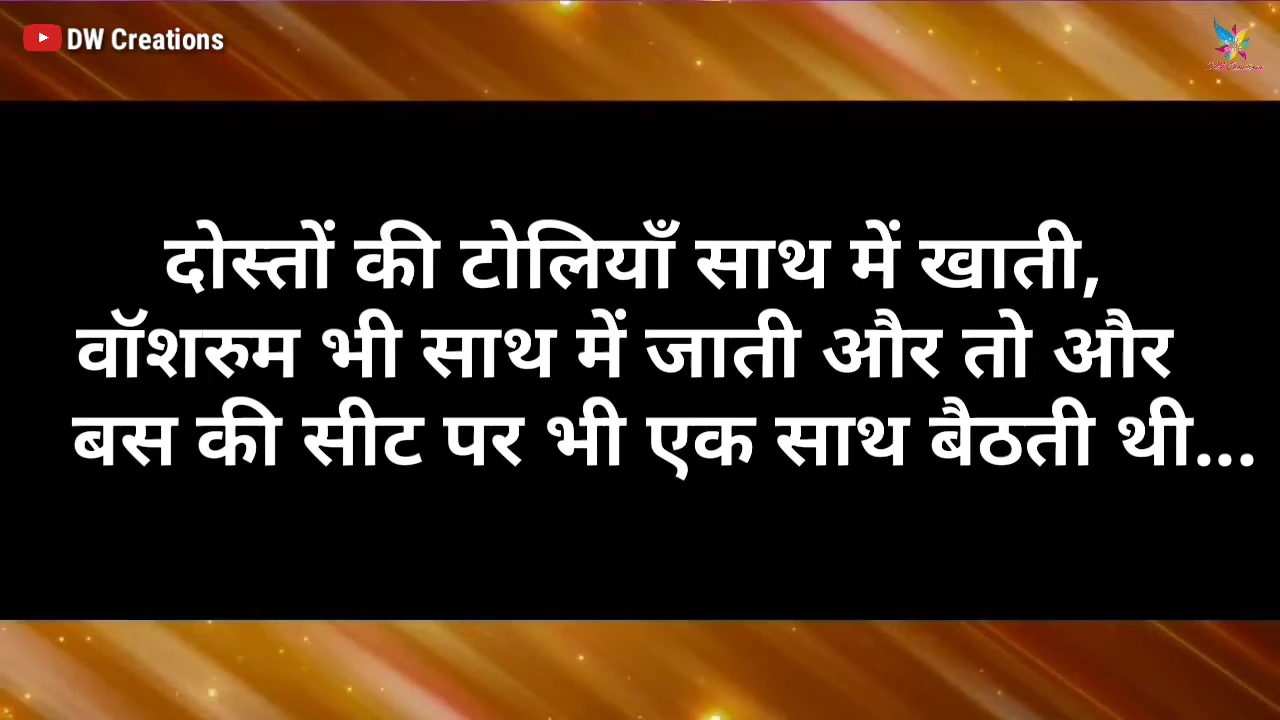 DW Creations
दोस्तों की टोलियाँ साथ में खाती,
वॉशरुम भी साथ में जाती और तो और
बस की सीट पर भी एक साथ बैठती थी...